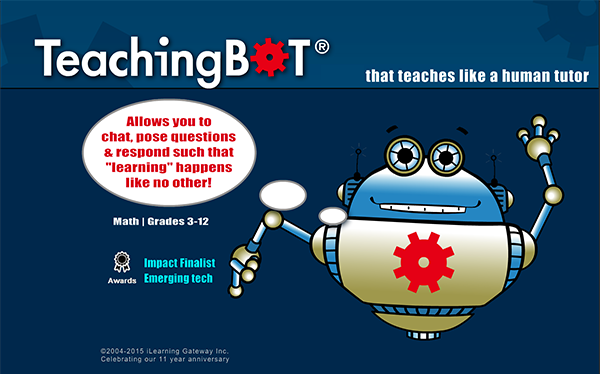 TeachingBOT®
that teaches like a human tutor
Allows you to
chat, pose questions
& respond such that
"learning" happens
like no other!
Math | Grades 3-12
Impact Finalist
Awards
Emerging tech
©2004-2015 iLearning Gateway Inc.
Celebrating our 11 year anniversary